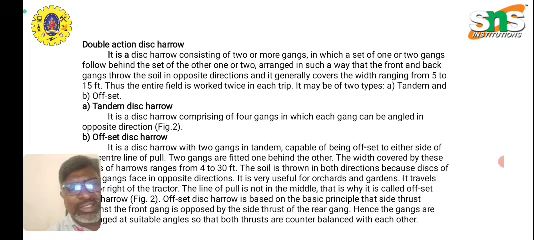 sns
INSTITUTIONS
Double action disc harrow
It is a disc harrow consisting of two or more gangs, in which a set of one or two gangs
follow behind the set of the other one or two, arranged in such a way that the front and back
gangs throw the soil in opposite directions and it generally covers the width ranging from 5 to
15 ft. Thus the entire field is worked twice in each trip. It may be of two types: a) Tandem and
b) Off-set.
a) Tandem disc harrow
It is a disc harrow comprising of four gangs in which each gang can be angled in
opposite direction (Fig.2).
b) Off-set disc harrow
It is a disc harrow with two gangs in tandem, capable of being off-set to either side of
centre line of pull. Two gangs are fitted one behind the other. The width covered by these
of harrows ranges from 4 to 30 ft. The soil is thrown in both directions because discs of
gangs face in opposite directions. It is very useful for orchards and gardens. It travels
right of the tractor. The line of pull is not in the middle, that is why it is called off-set
harrow (Fig. 2). Off-set disc harrow is based on the basic principle that side thrust
the front gang is opposed by the side thrust of the rear gang. Hence the gangs are
at suitable angles so that both thrusts are counter balanced with each other.